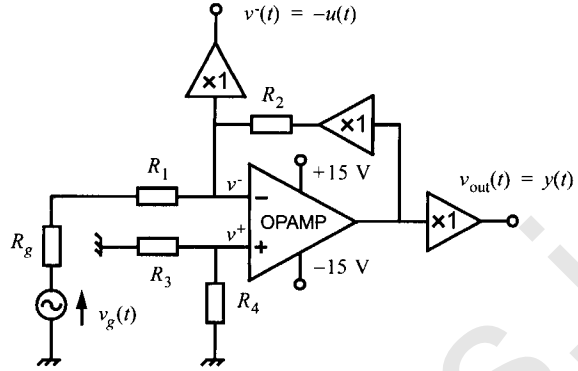 v⁻(t) = −u(t)
×1
R₂
×1
R₁
v⁻
+15 V
v_out(t) = y(t)
−
OPAMP
×1
R_g
v⁺
+
R₃
−15 V
R₄
v_g(t)